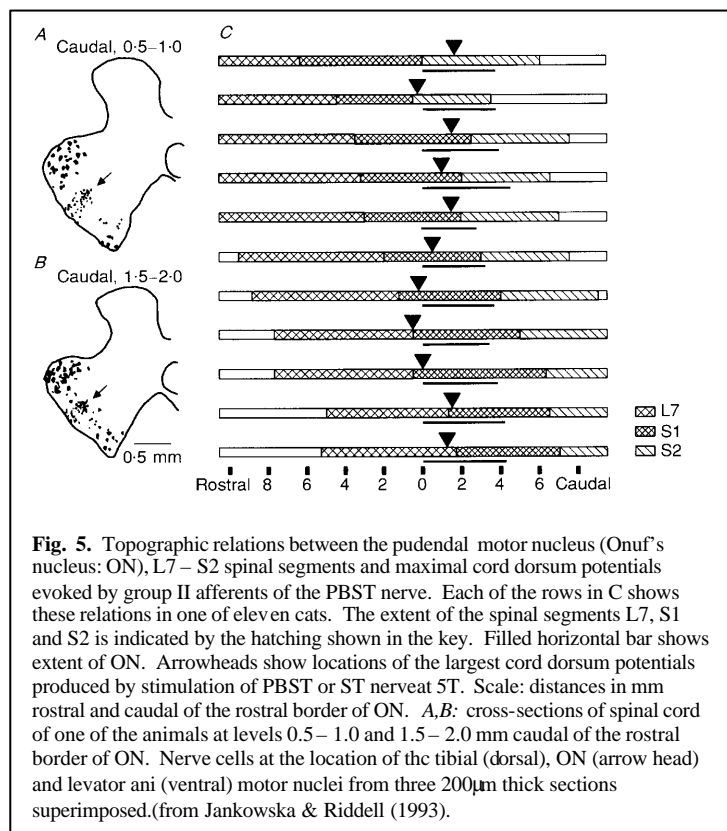 A
C
Caudal, 0·5–1·0
B
Caudal, 1·5–2·0
0·5 mm
L7
S1
S2
Rostral 8 6 4 2 0 2 4 6 Caudal
Fig. 5. Topographic relations between the pudendal motor nucleus (Onuf's
nucleus: ON), L7 – S2 spinal segments and maximal cord dorsum potentials
evoked by group II afferents of the PBST nerve. Each of the rows in C shows
these relations in one of eleven cats. The extent of the spinal segments L7, S1
and S2 is indicated by the hatching shown in the key. Filled horizontal bar shows
extent of ON. Arrowheads show locations of the largest cord dorsum potentials
produced by stimulation of PBST or ST nerveat 5T. Scale: distances in mm
rostral and caudal of the rostral border of ON. A,B: cross-sections of spinal cord
of one of the animals at levels 0.5 – 1.0 and 1.5 – 2.0 mm caudal of the rostral
border of ON. Nerve cells at the location of thc tibial (dorsal), ON (arrow head)
and levator ani (ventral) motor nuclei from three 200μm thick sections
superimposed.(from Jankowska & Riddell (1993).